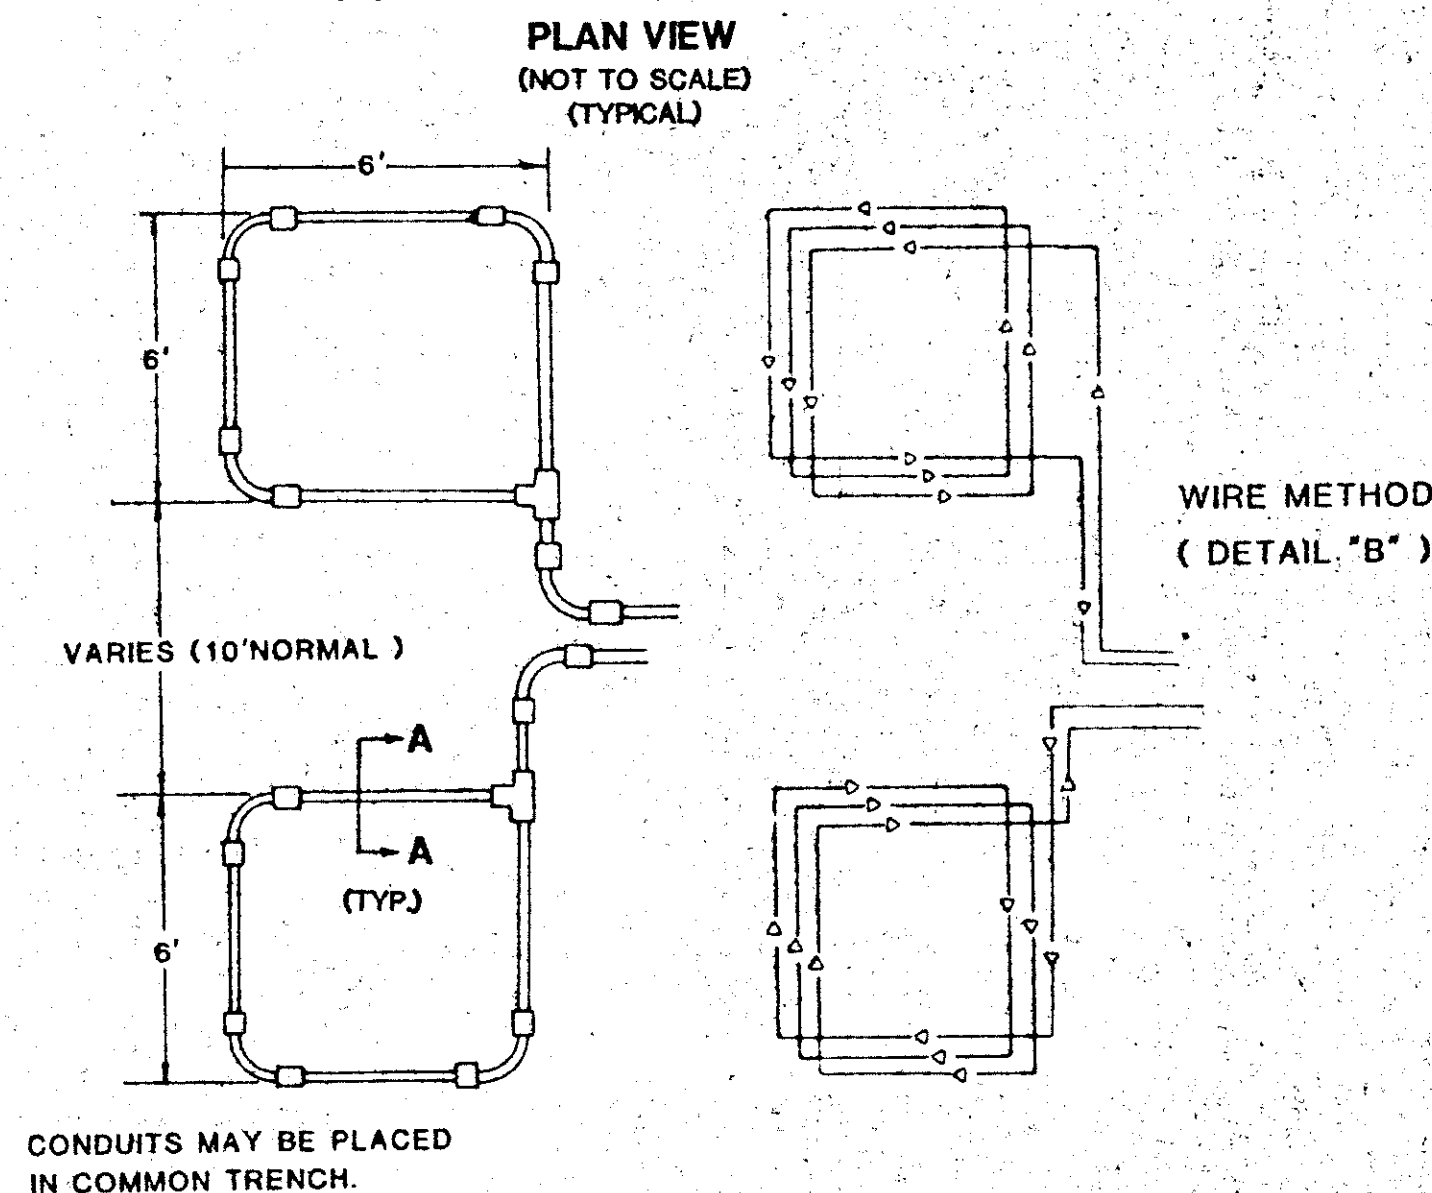 PLAN VIEW
(NOT TO SCALE)
(TYPICAL)
6'
6'
WIRE METHOD
( DETAIL "B" )
VARIES (10'NORMAL )
A
A
(TYP.)
6'
CONDUITS MAY BE PLACED
IN COMMON TRENCH.